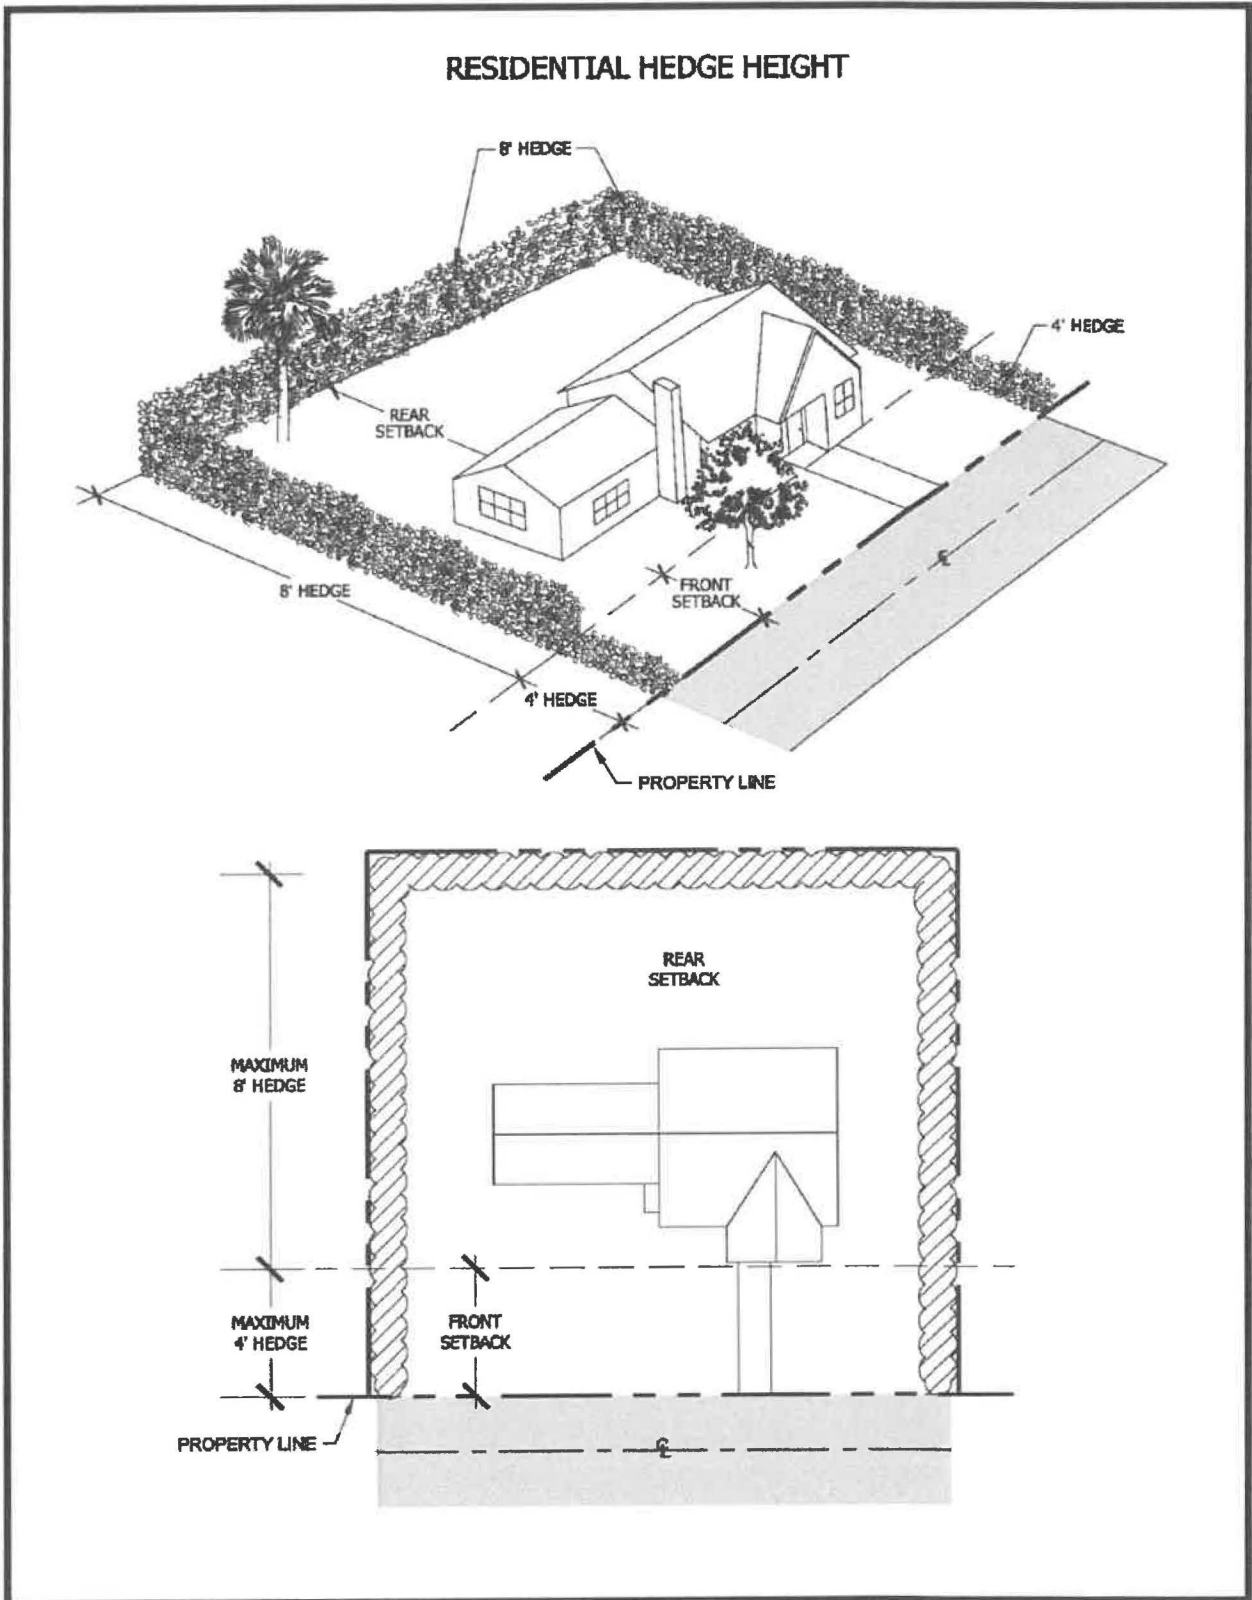 RESIDENTIAL HEDGE HEIGHT
8' HEDGE
4' HEDGE
REAR
SETBACK
8' HEDGE
FRONT
SETBACK
℄
4' HEDGE
PROPERTY LINE
REAR
SETBACK
MAXIMUM
8' HEDGE
MAXIMUM
4' HEDGE
FRONT
SETBACK
PROPERTY LINE
℄